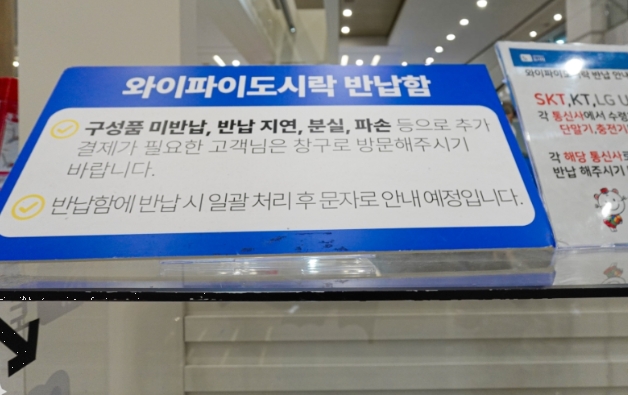 와이파이도시락 반납함
구성품 미반납, 반납 지연, 분실, 파손 등으로 추가
결제가 필요한 고객님은 창구로 방문해주시기
바랍니다.
반납함에 반납 시 일괄 처리 후 문자로 안내 예정입니다.
와이파이도시락 반납 안내
SKT, KT, LG U
각 통신사에서 수령
단말기, 충전기
각 해당 통신사로
반납 해주시기